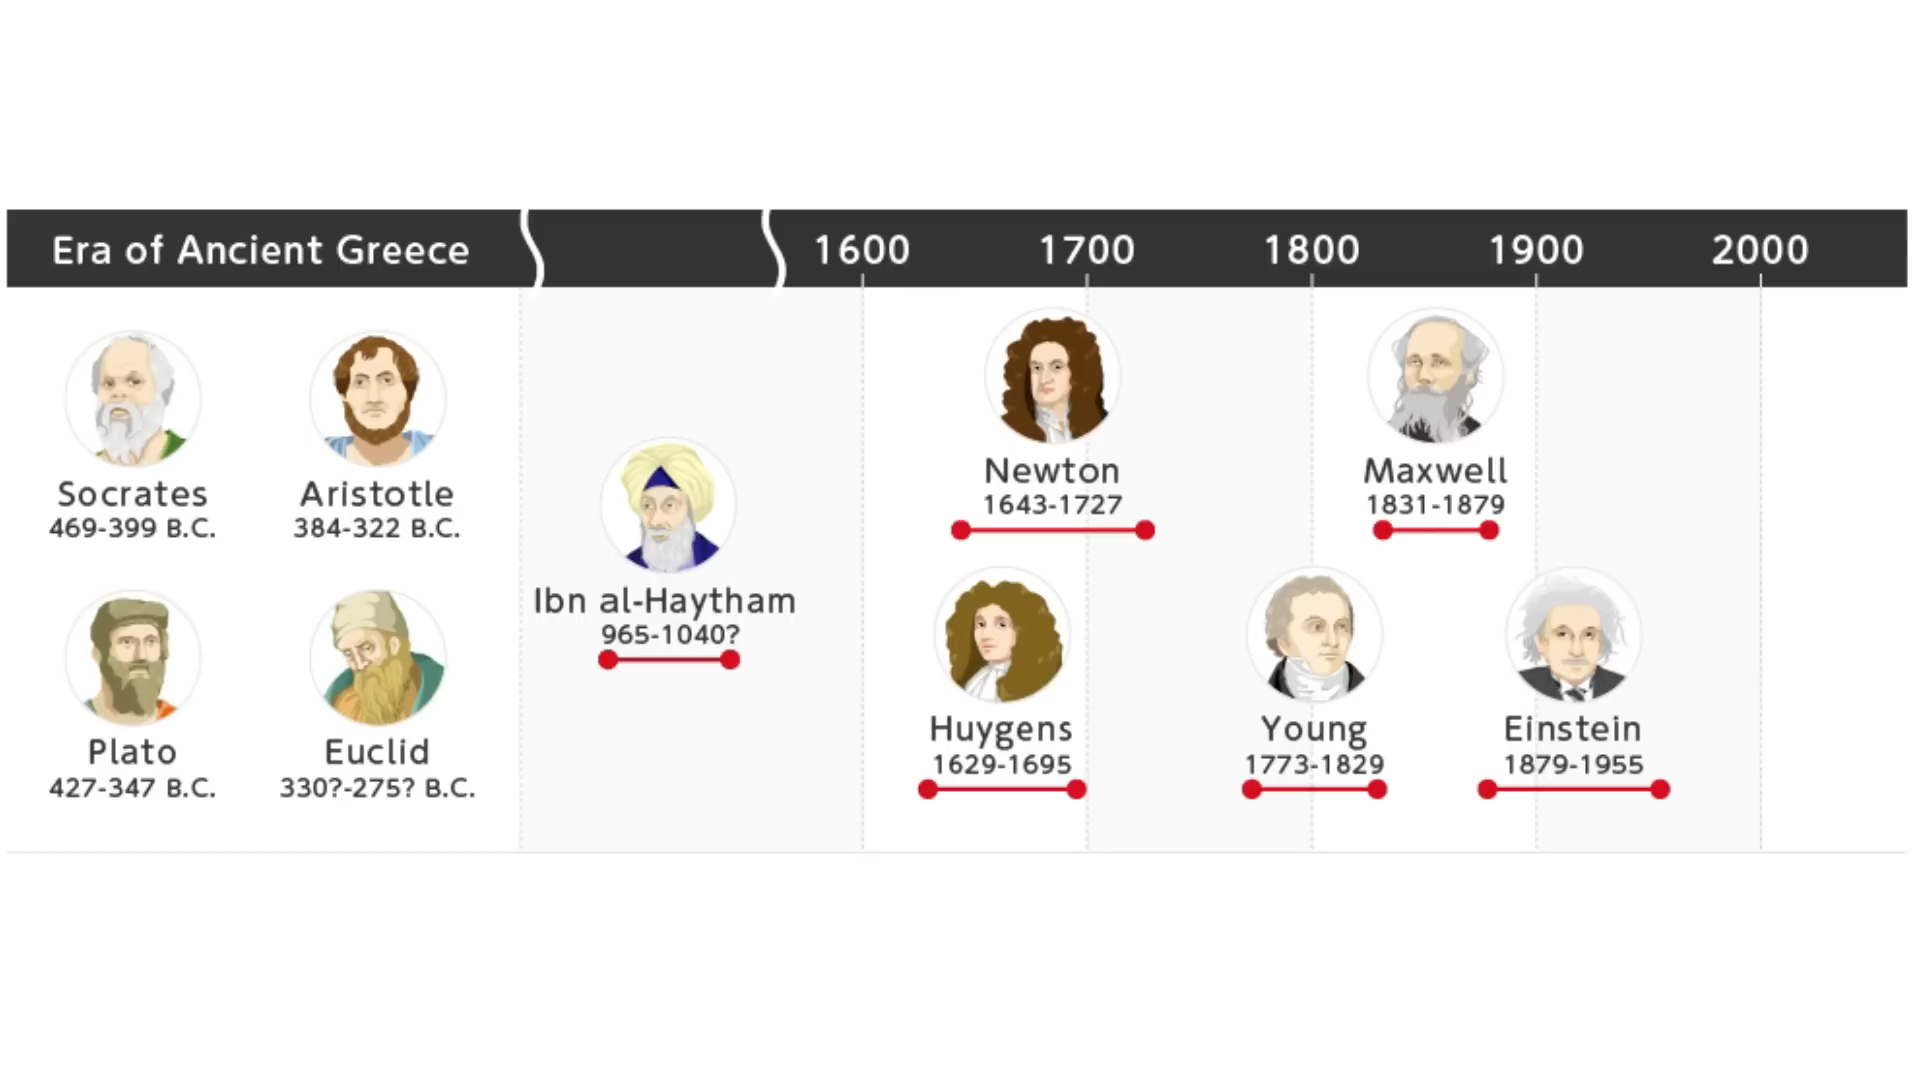 Era of Ancient Greece
1600 1700 1800 1900 2000
Socrates
469-399 B.C.
Aristotle
384-322 B.C.
Plato
427-347 B.C.
Euclid
330?-275? B.C.
Ibn al-Haytham
965-1040?
Newton
1643-1727
Huygens
1629-1695
Young
1773-1829
Maxwell
1831-1879
Einstein
1879-1955